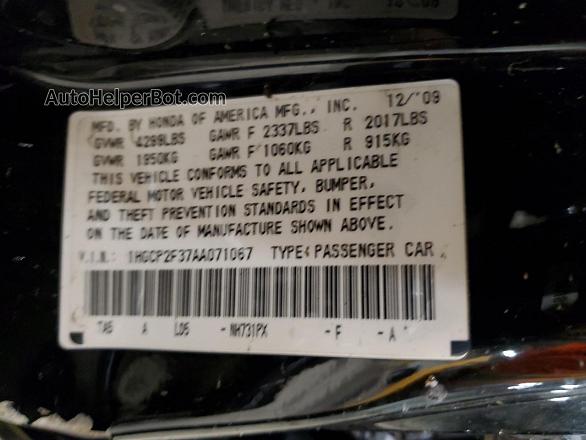 AutoHelperBot.com
MFD. BY HONDA OF AMERICA MFG., INC. 12/'09
GVWR 4299LBS GAWR F 2337LBS R 2017LBS
GVWR 1950KG GAWR F 1060KG R 915KG
THIS VEHICLE CONFORMS TO ALL APPLICABLE
FEDERAL MOTOR VEHICLE SAFETY, BUMPER,
AND THEFT PREVENTION STANDARDS IN EFFECT
ON THE DATE OF MANUFACTURE SHOWN ABOVE.
V.I.N.: 1HGCP2F37AA071067 TYPE: PASSENGER CAR
TA5 A L05 -NH731PX -F -A